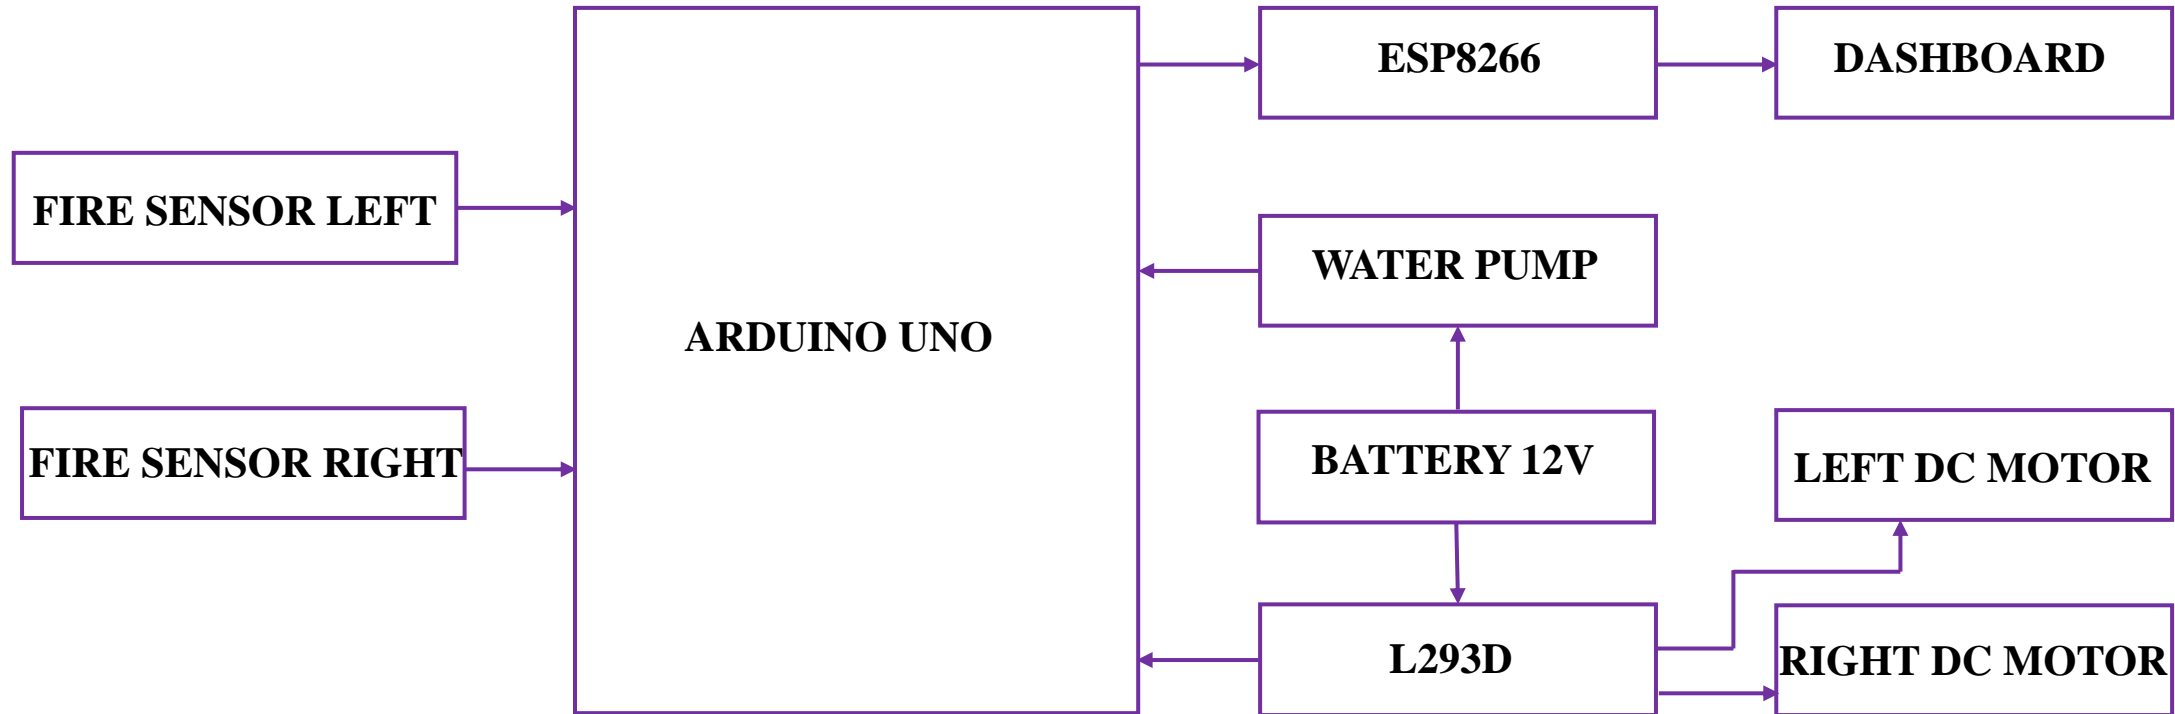 ESP8266
DASHBOARD
FIRE SENSOR LEFT
WATER PUMP
ARDUINO UNO
FIRE SENSOR RIGHT
BATTERY 12V
LEFT DC MOTOR
L293D
RIGHT DC MOTOR